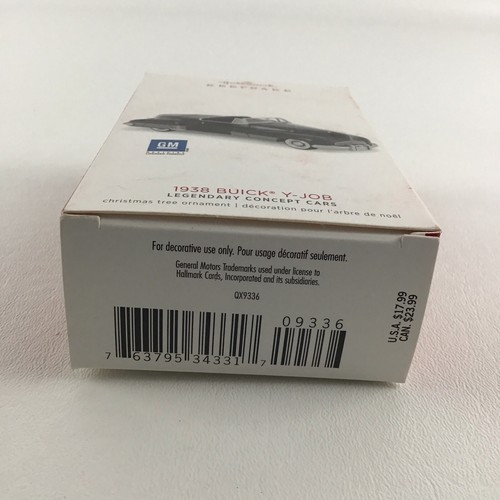 Hallmark
KEEPSAKE
GM
1938 BUICK® Y-JOB
LEGENDARY CONCEPT CARS
christmas tree ornament | décoration pour l'arbre de noël
For decorative use only. Pour usage décoratif seulement.
General Motors Trademarks used under license to
Hallmark Cards, Incorporated and its subsidiaries.
QX9336
09336
7 63795 34331 7
U.S.A. $17.99
CAN. $23.99